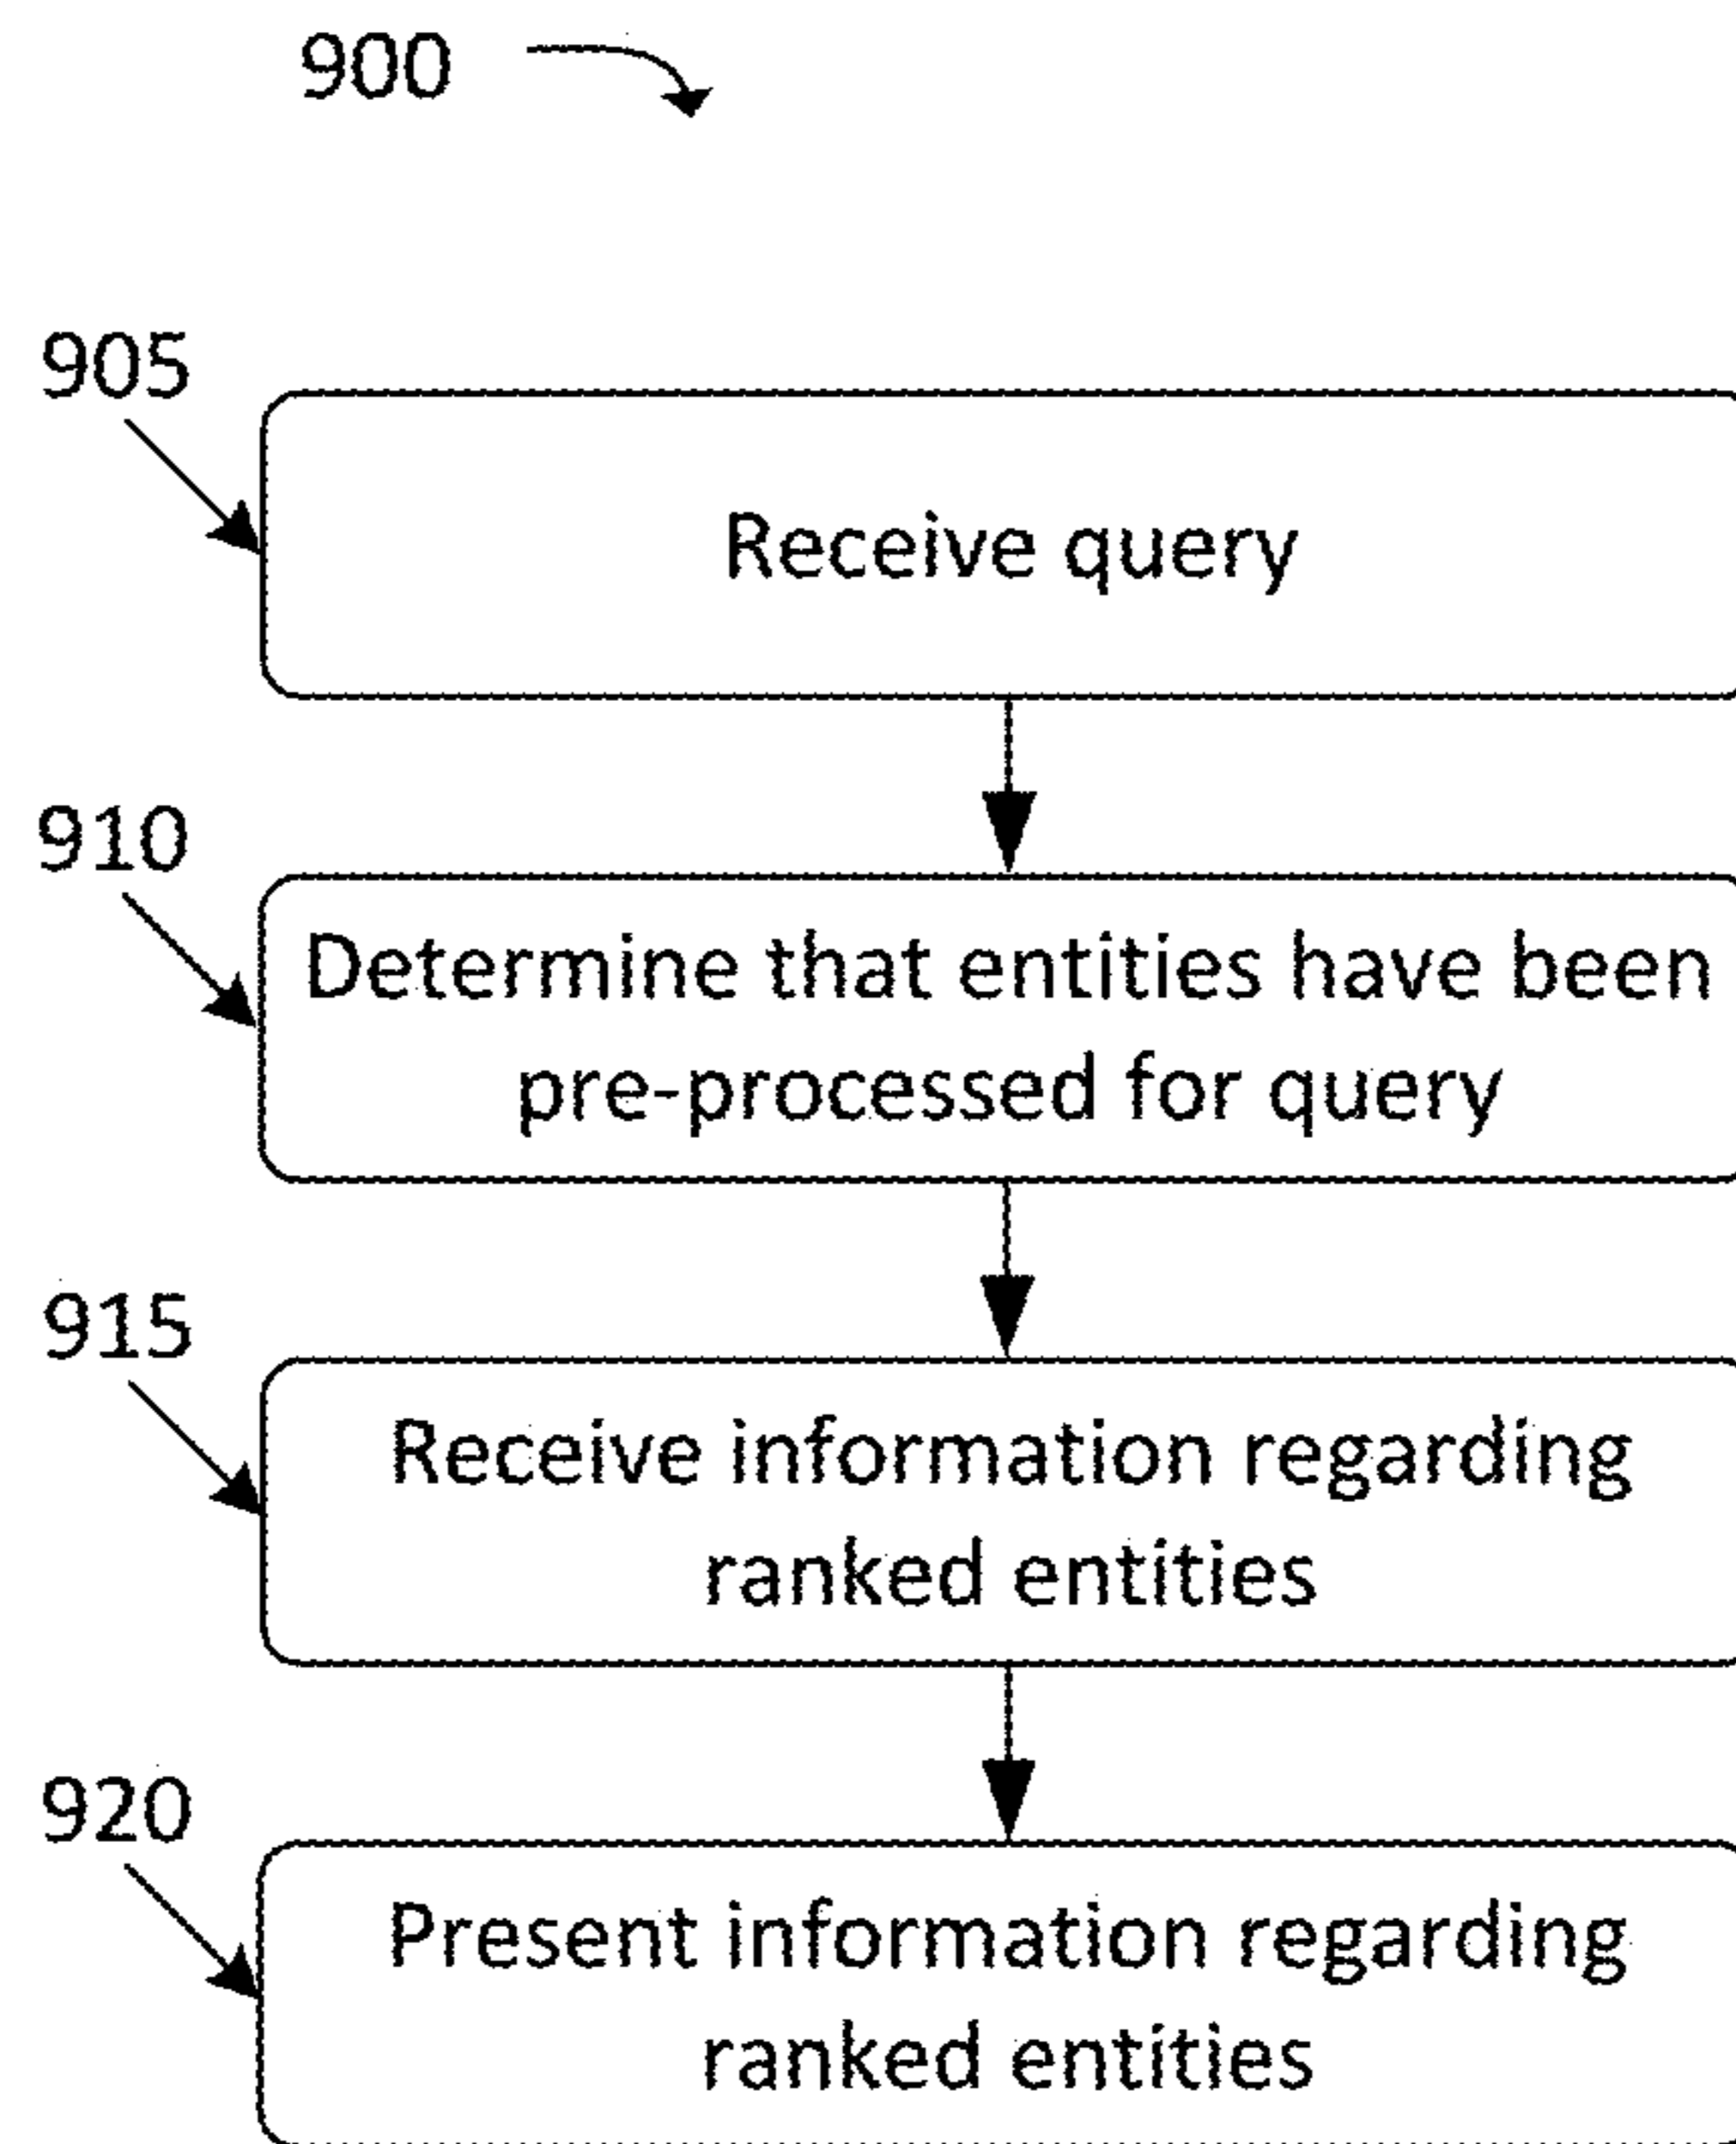 900
905
Receive query
910
Determine that entities have been
pre-processed for query
915
Receive information regarding
ranked entities
920
Present information regarding
ranked entities